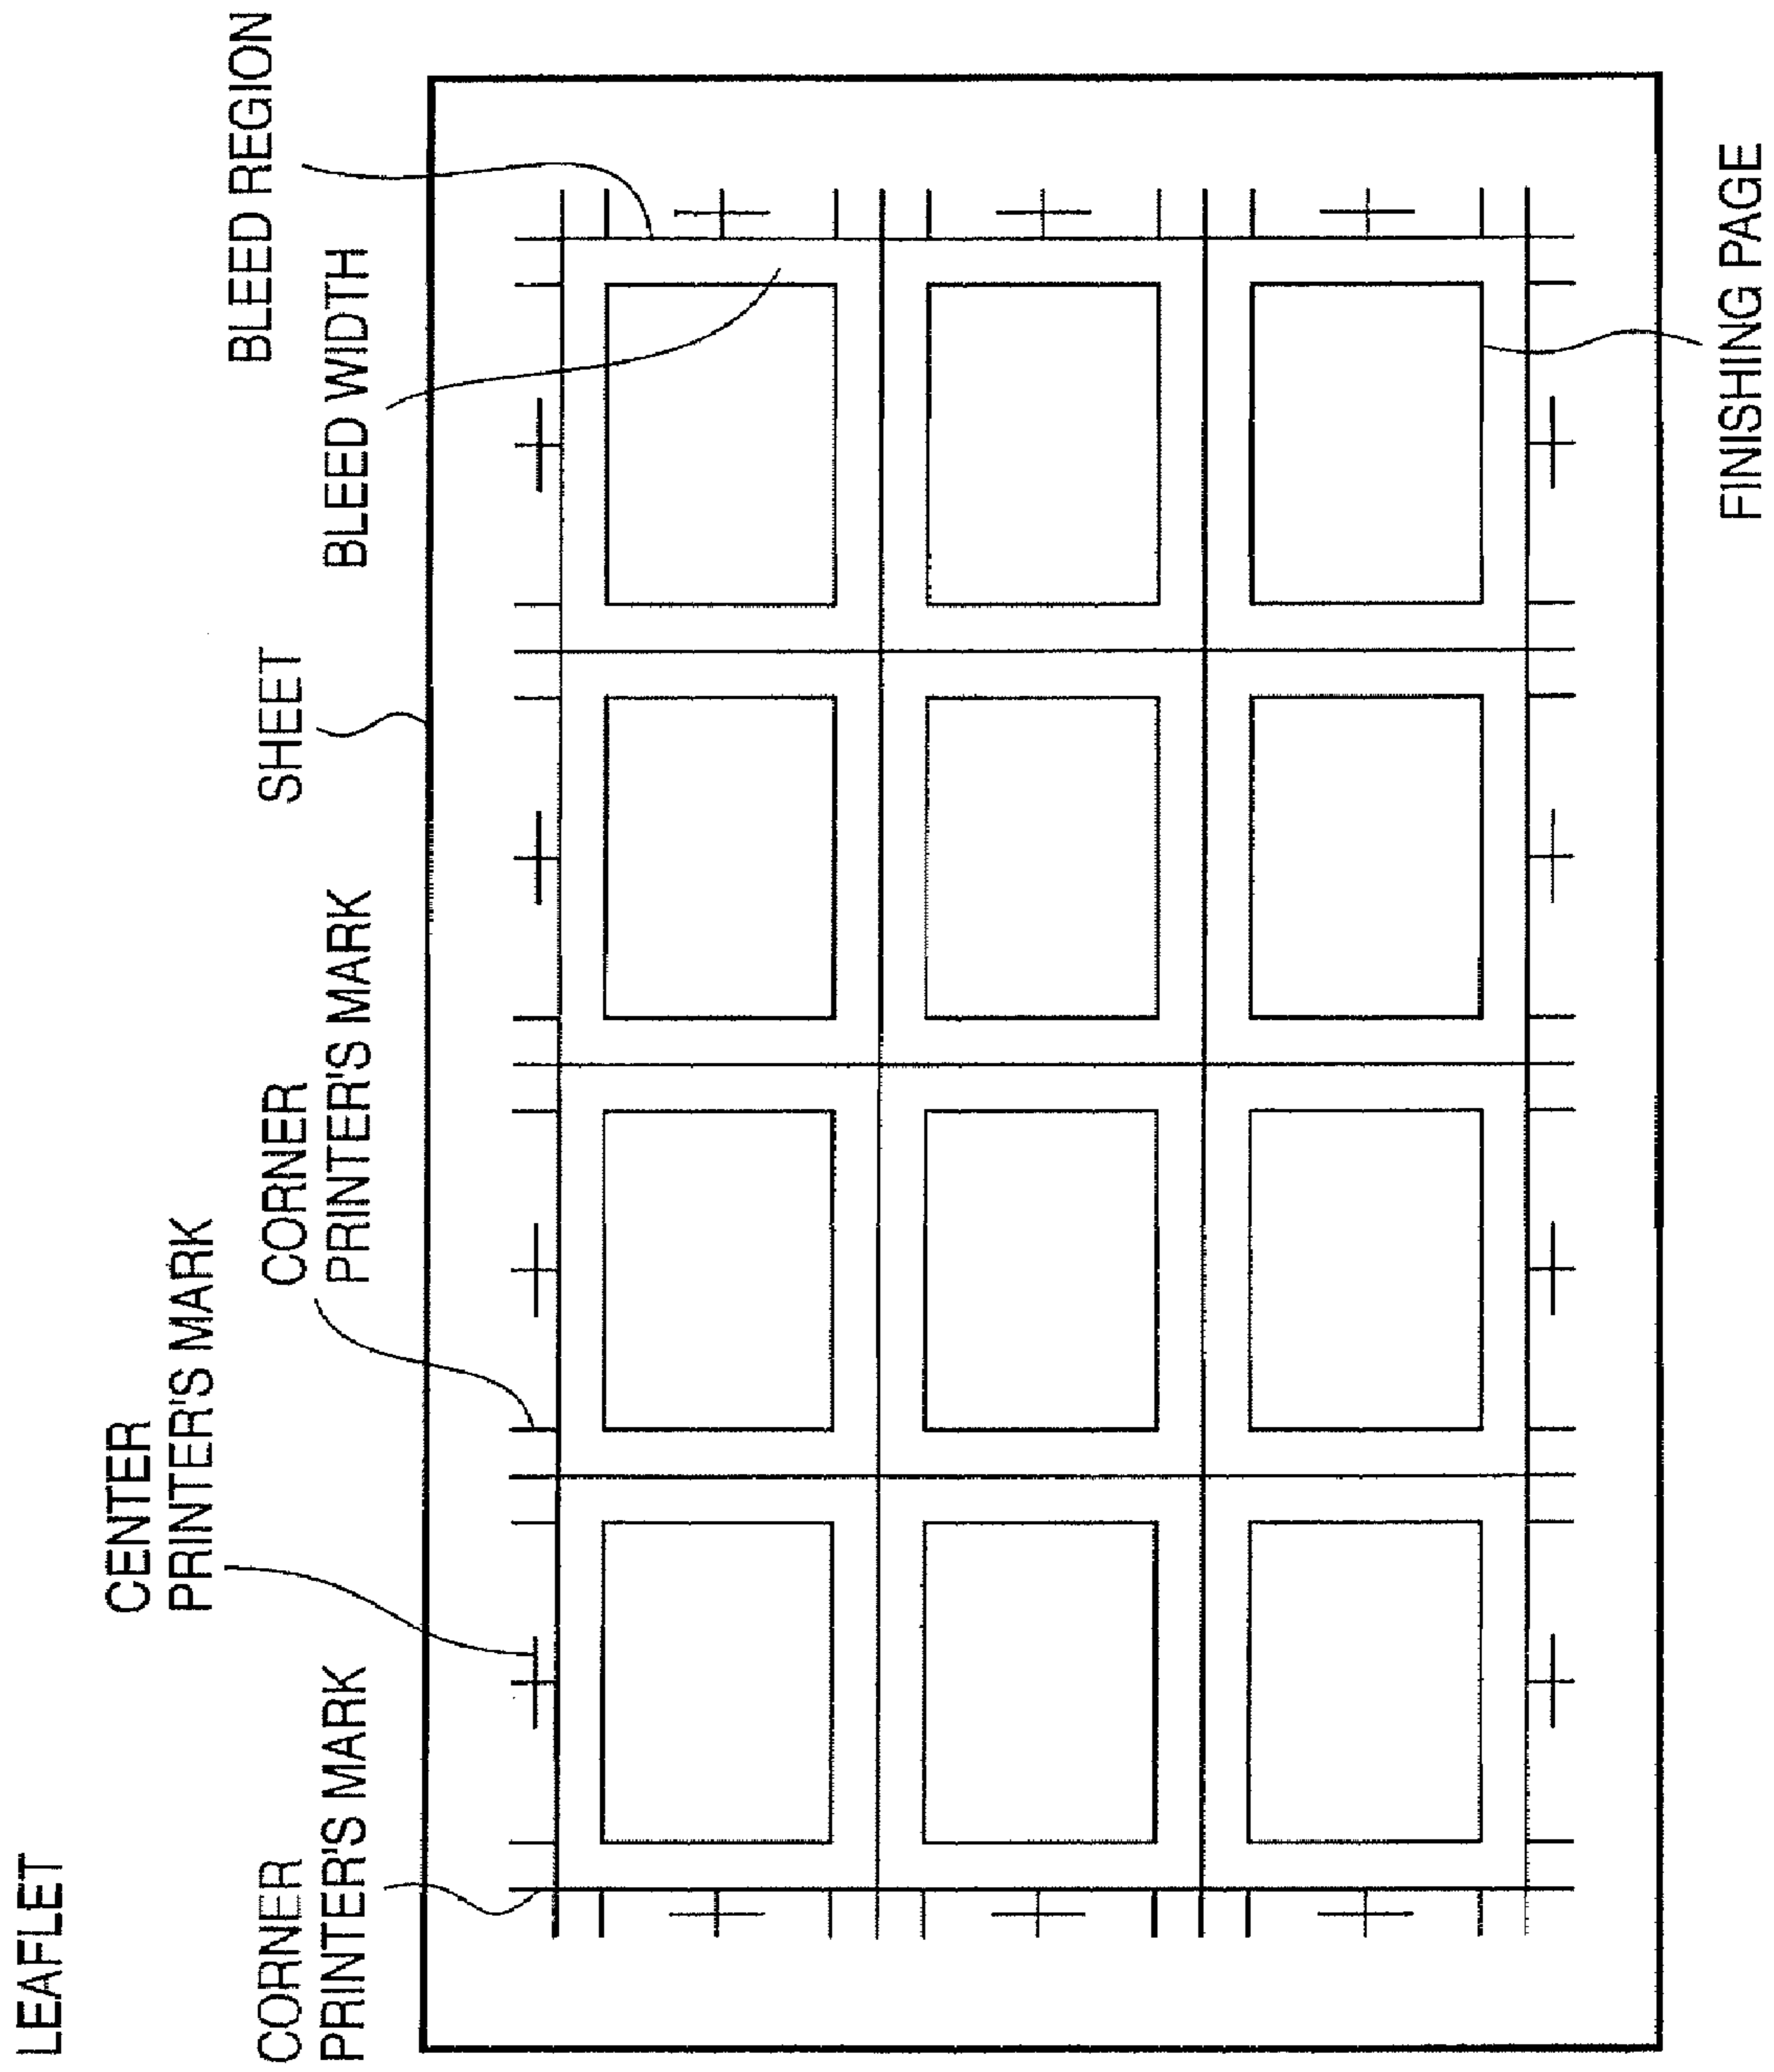 LEAFLET
CENTER
PRINTER'S MARK
CORNER
PRINTER'S MARK
CORNER
PRINTER'S MARK
SHEET
BLEED REGION
BLEED WIDTH
FINISHING PAGE